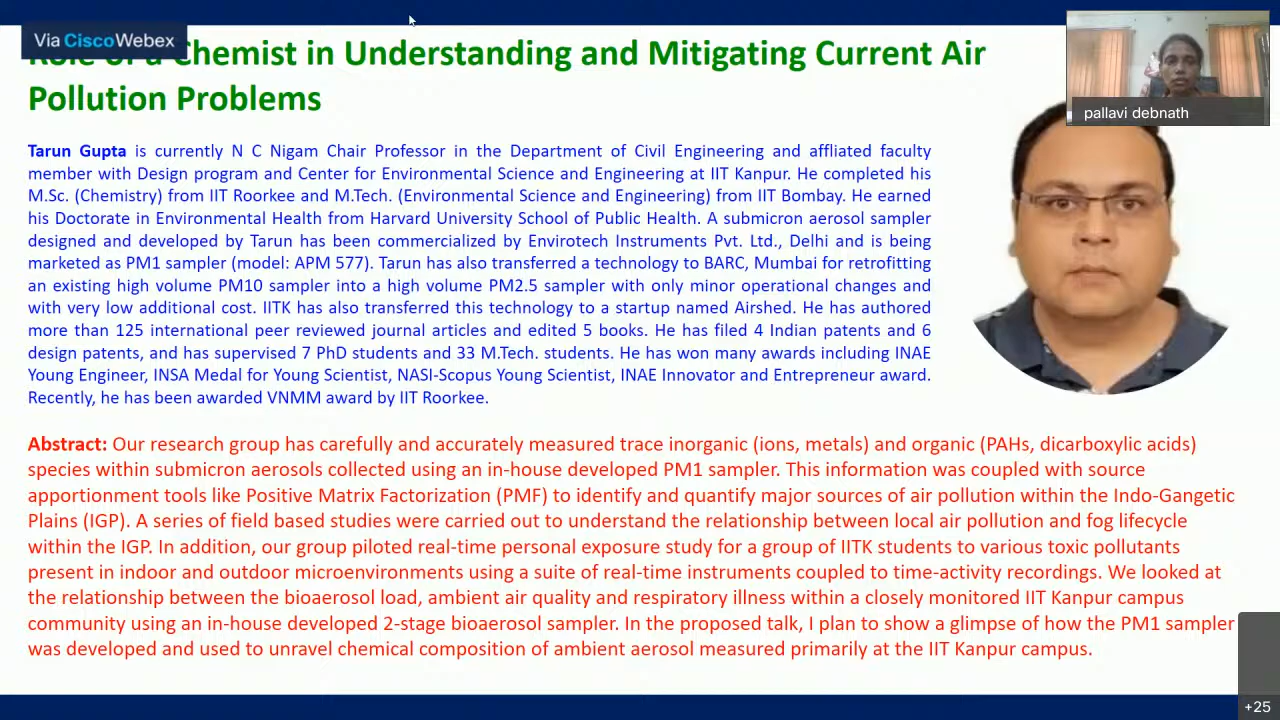 Via CiscoWebex
Role of a Chemist in Understanding and Mitigating Current Air
Pollution Problems
pallavi debnath
Tarun Gupta is currently N C Nigam Chair Professor in the Department of Civil Engineering and affliated faculty
member with Design program and Center for Environmental Science and Engineering at IIT Kanpur. He completed his
M.Sc. (Chemistry) from IIT Roorkee and M.Tech. (Environmental Science and Engineering) from IIT Bombay. He earned
his Doctorate in Environmental Health from Harvard University School of Public Health. A submicron aerosol sampler
designed and developed by Tarun has been commercialized by Envirotech Instruments Pvt. Ltd., Delhi and is being
marketed as PM1 sampler (model: APM 577). Tarun has also transferred a technology to BARC, Mumbai for retrofitting
an existing high volume PM10 sampler into a high volume PM2.5 sampler with only minor operational changes and
with very low additional cost. IITK has also transferred this technology to a startup named Airshed. He has authored
more than 125 international peer reviewed journal articles and edited 5 books. He has filed 4 Indian patents and 6
design patents, and has supervised 7 PhD students and 33 M.Tech. students. He has won many awards including INAE
Young Engineer, INSA Medal for Young Scientist, NASI-Scopus Young Scientist, INAE Innovator and Entrepreneur award.
Recently, he has been awarded VNMM award by IIT Roorkee.
Abstract: Our research group has carefully and accurately measured trace inorganic (ions, metals) and organic (PAHs, dicarboxylic acids)
species within submicron aerosols collected using an in-house developed PM1 sampler. This information was coupled with source
apportionment tools like Positive Matrix Factorization (PMF) to identify and quantify major sources of air pollution within the Indo-Gangetic
Plains (IGP). A series of field based studies were carried out to understand the relationship between local air pollution and fog lifecycle
within the IGP. In addition, our group piloted real-time personal exposure study for a group of IITK students to various toxic pollutants
present in indoor and outdoor microenvironments using a suite of real-time instruments coupled to time-activity recordings. We looked at
the relationship between the bioaerosol load, ambient air quality and respiratory illness within a closely monitored IIT Kanpur campus
community using an in-house developed 2-stage bioaerosol sampler. In the proposed talk, I plan to show a glimpse of how the PM1 sampler
was developed and used to unravel chemical composition of ambient aerosol measured primarily at the IIT Kanpur campus.
+25